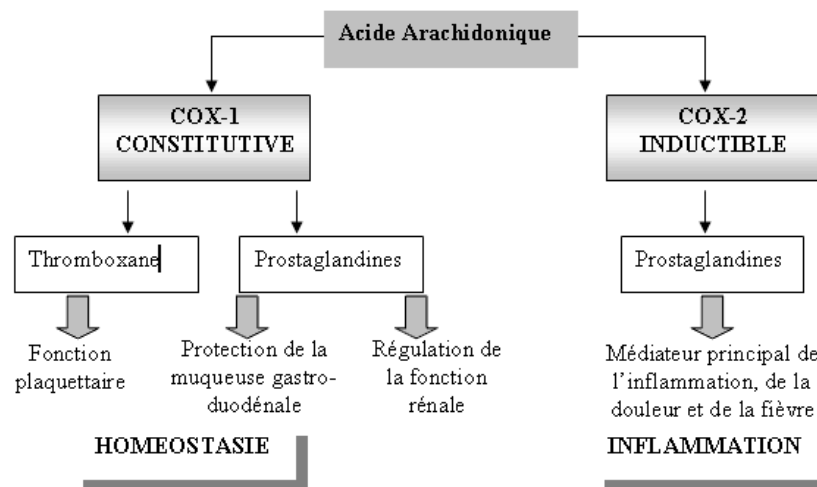 Acide Arachidonique
COX-1
CONSTITUTIVE
COX-2
INDUCTIBLE
Thromboxane
Prostaglandines
Prostaglandines
Fonction
plaquettaire
Protection de la
muqueuse gastro-
duodénale
Régulation de
la fonction
rénale
Médiateur principal de
l’inflammation, de la
douleur et de la fièvre
HOMEOSTASIE
INFLAMMATION